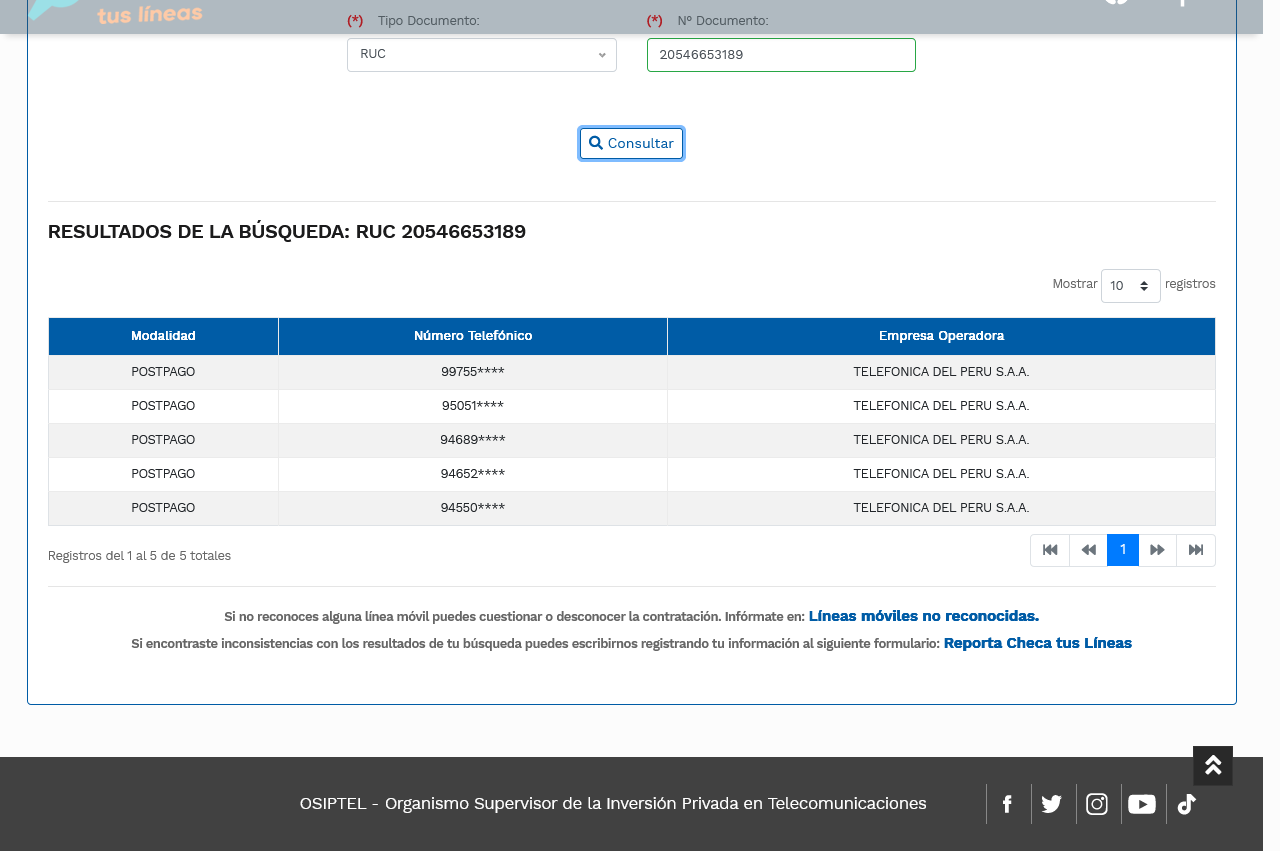 tus líneas
(*) Tipo Documento: (*) Nº Documento:
RUC 20546653189
Consultar
RESULTADOS DE LA BÚSQUEDA: RUC 20546653189
Mostrar 10 registros
Modalidad Número Telefónico Empresa Operadora
POSTPAGO 99755**** TELEFONICA DEL PERU S.A.A.
POSTPAGO 95051**** TELEFONICA DEL PERU S.A.A.
POSTPAGO 94689**** TELEFONICA DEL PERU S.A.A.
POSTPAGO 94652**** TELEFONICA DEL PERU S.A.A.
POSTPAGO 94550**** TELEFONICA DEL PERU S.A.A.
Registros del 1 al 5 de 5 totales 1
Si no reconoces alguna línea móvil puedes cuestionar o desconocer la contratación. Infórmate en: Líneas móviles no reconocidas.
Si encontraste inconsistencias con los resultados de tu búsqueda puedes escribirnos registrando tu información al siguiente formulario: Reporta Checa tus Líneas
OSIPTEL - Organismo Supervisor de la Inversión Privada en Telecomunicaciones